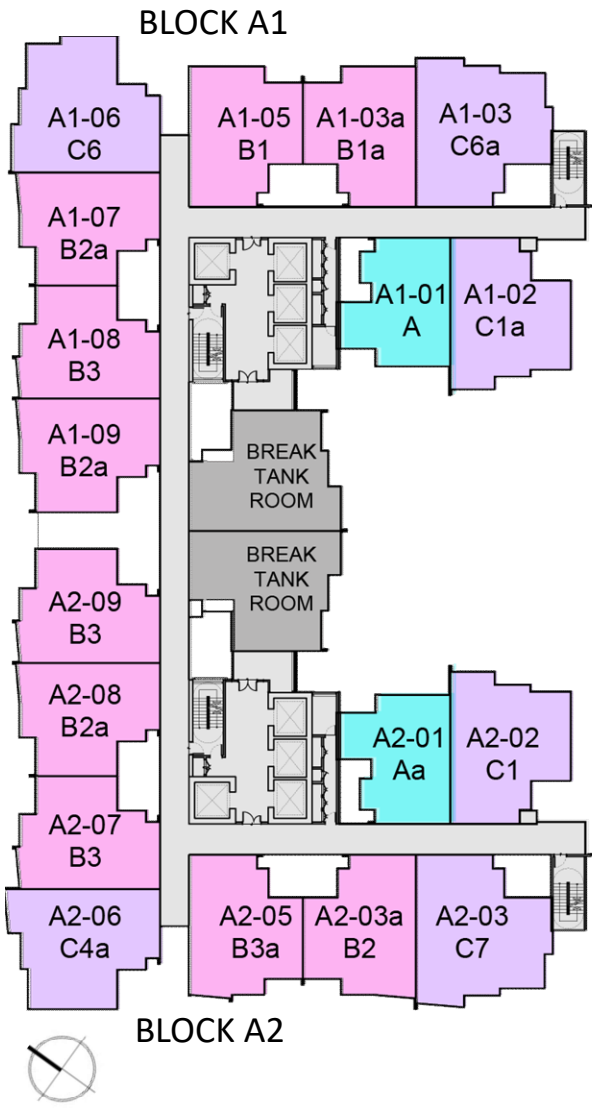 BLOCK A1
A1-06
C6
A1-05
B1
A1-03a
B1a
A1-03
C6a
A1-07
B2a
A1-01
A
A1-02
C1a
A1-08
B3
A1-09
B2a
BREAK
TANK
ROOM
BREAK
TANK
ROOM
A2-09
B3
A2-08
B2a
A2-01
Aa
A2-02
C1
A2-07
B3
A2-06
C4a
A2-05
B3a
A2-03a
B2
A2-03
C7
BLOCK A2